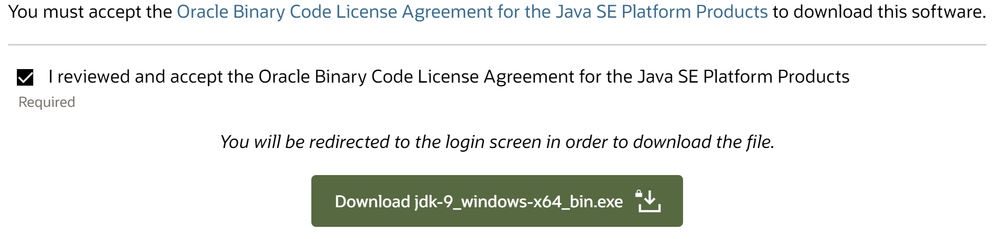 You must accept the Oracle Binary Code License Agreement for the Java SE Platform Products to download this software.
I reviewed and accept the Oracle Binary Code License Agreement for the Java SE Platform Products
Required
You will be redirected to the login screen in order to download the file.
Download jdk-9_windows-x64_bin.exe